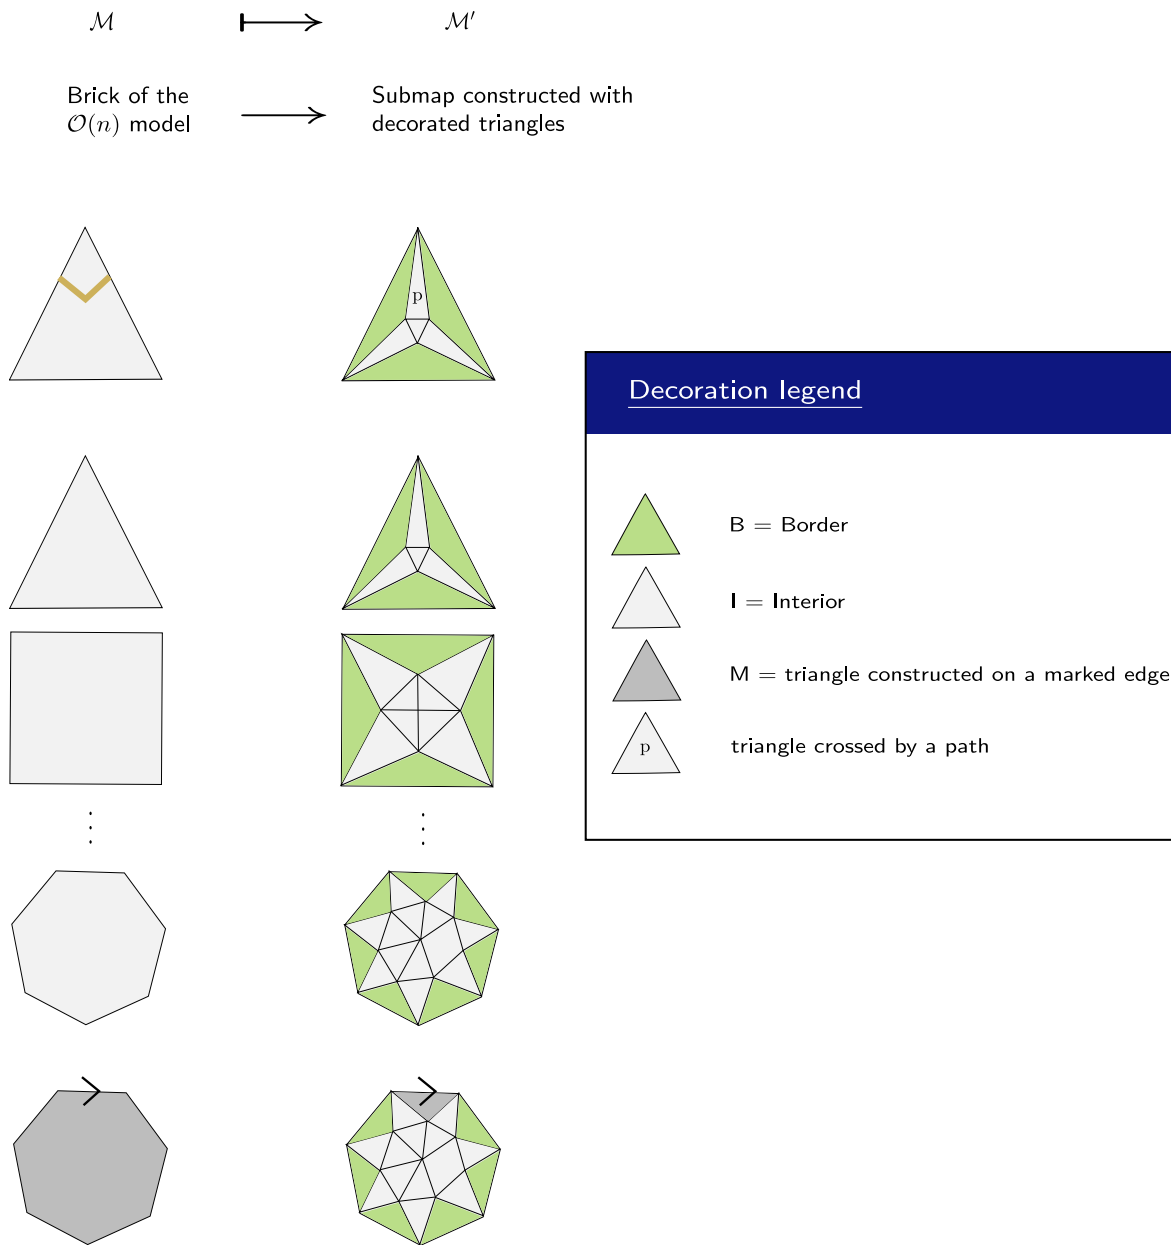 ℳ ℳ′
Brick of the
𝒪(n) model
Submap constructed with
decorated triangles
p
Decoration legend
B = Border
I = Interior
M = triangle constructed on a marked edge
p triangle crossed by a path